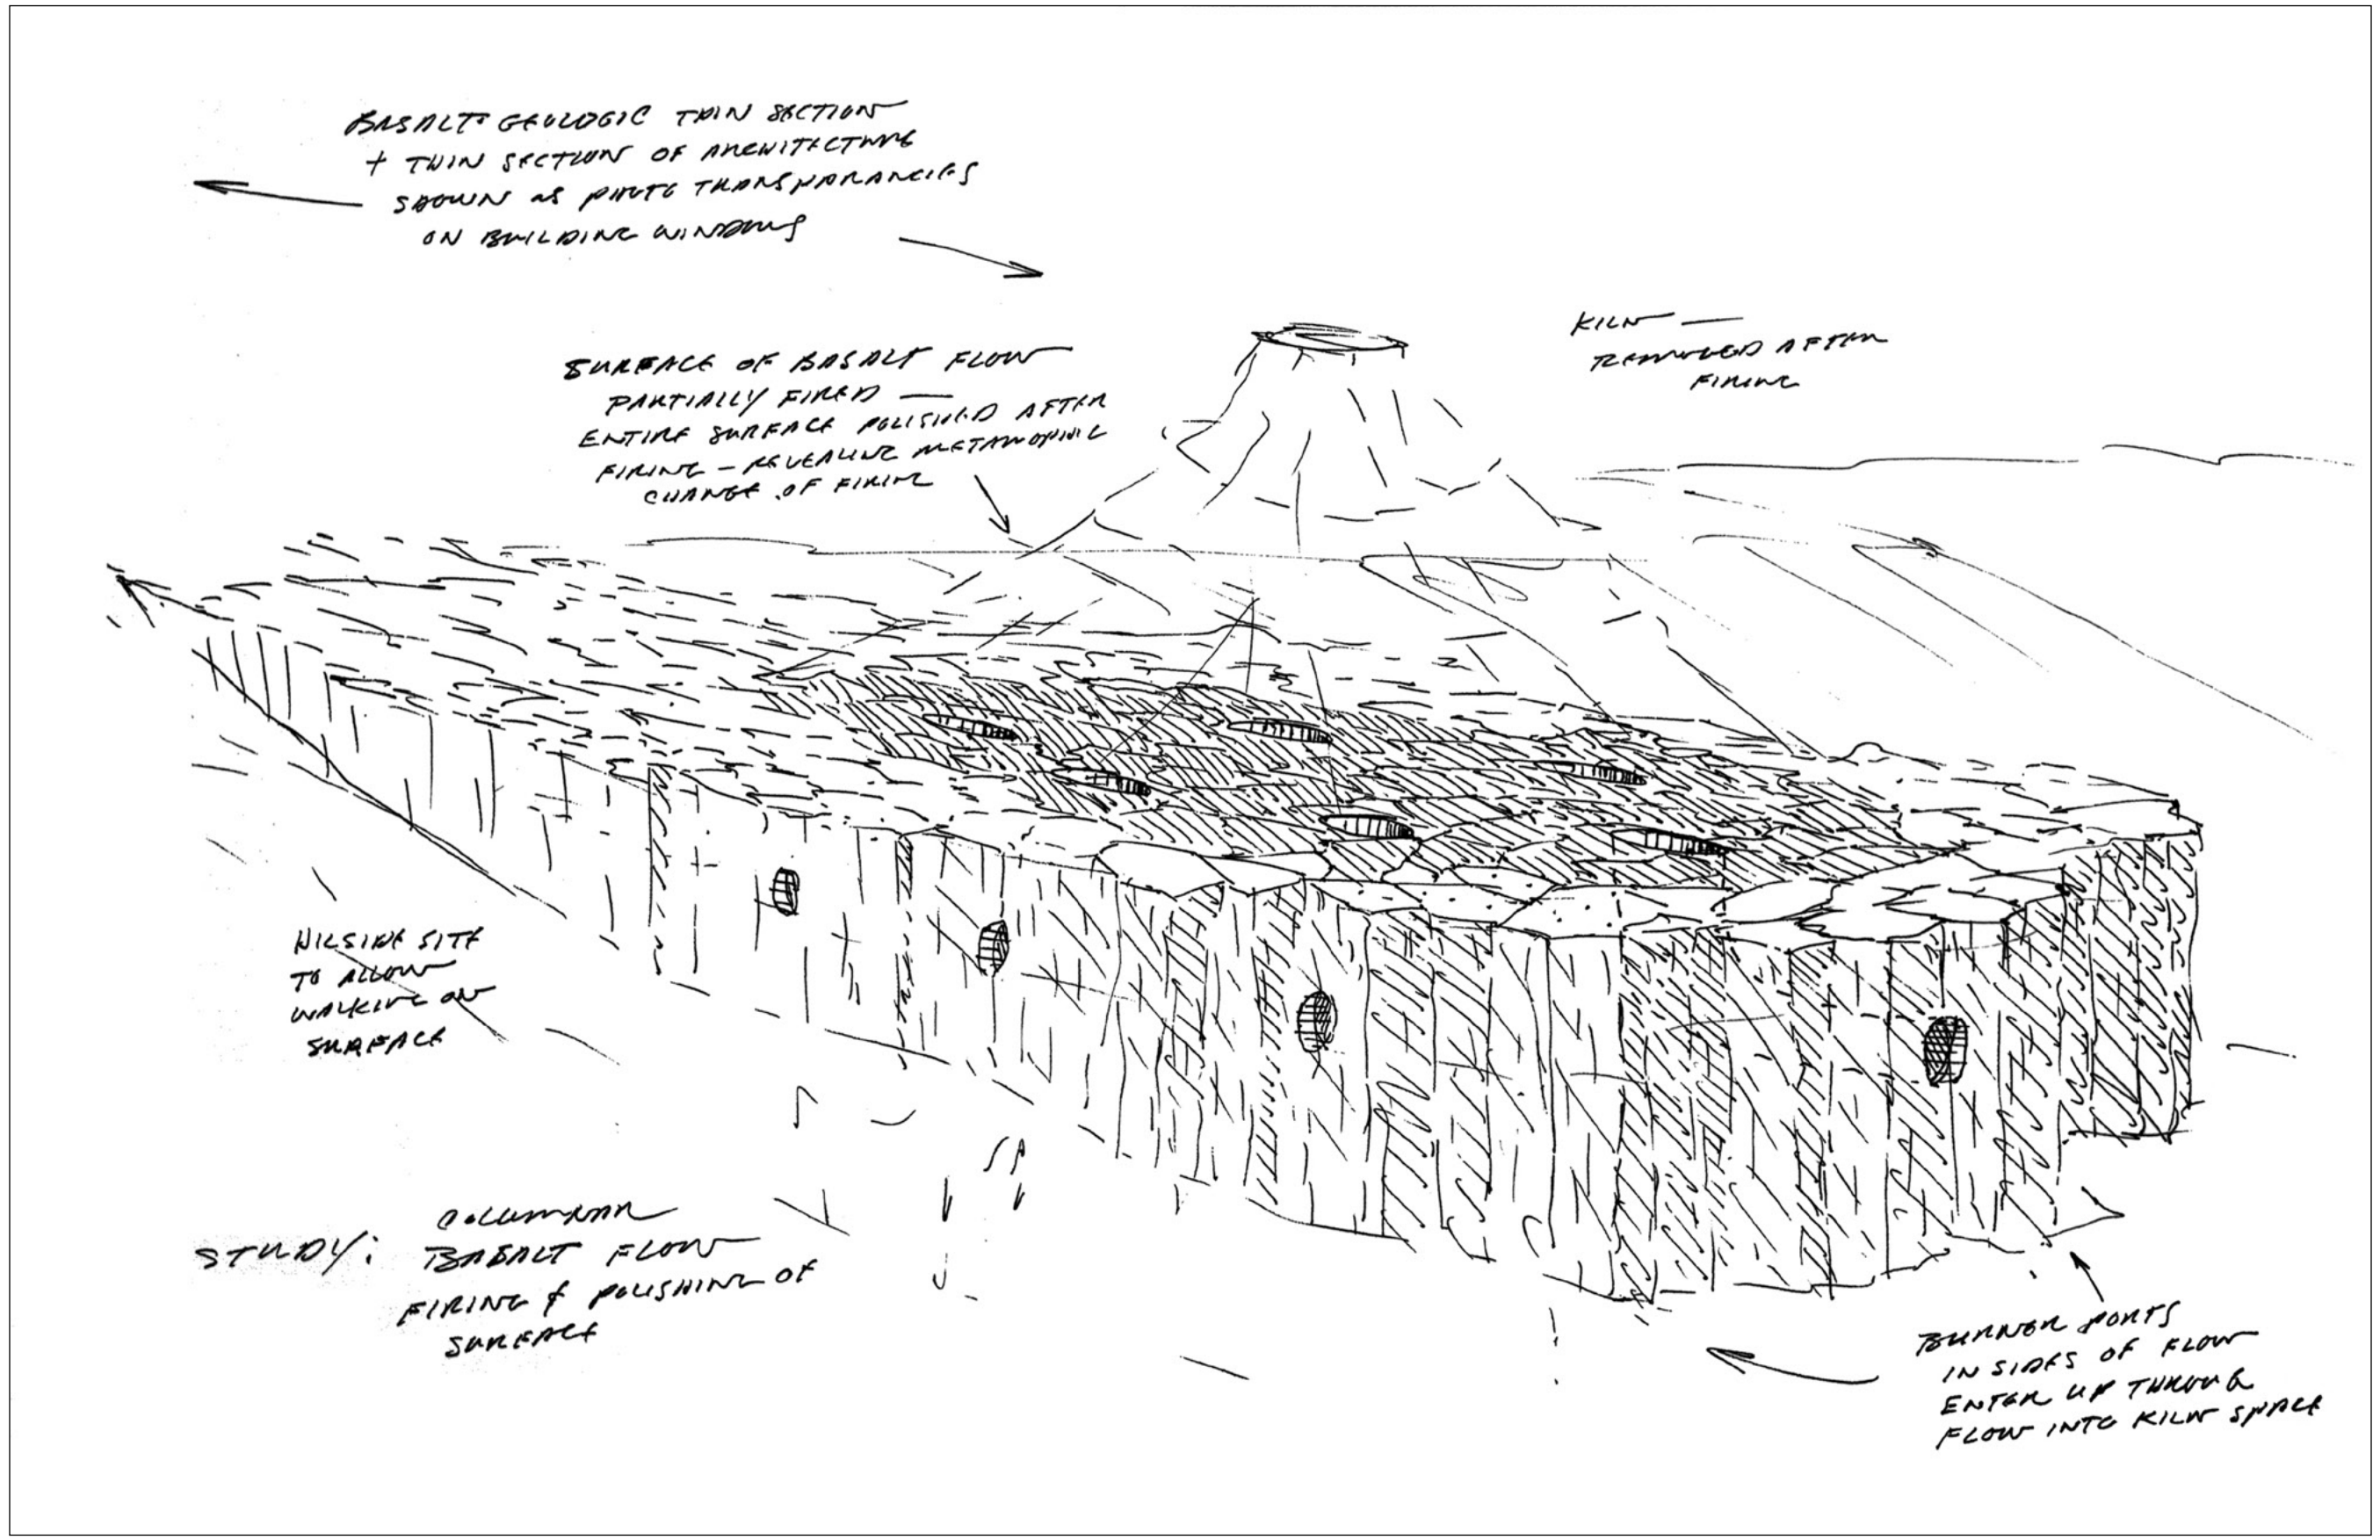 BASALT GEOLOGIC THIN SECTION
+ THIN SECTION OF ARCHITECTURE
SHOWN AS PHOTO TRANSPARANCIES
ON BUILDING WINDOWS
KILN —
REMOVED AFTER
FIRING
SURFACE OF BASALT FLOW
PARTIALLY FIRED —
ENTIRE SURFACE POLISHED AFTER
FIRING – REVEALING METAMORPHIC
CHANGE OF FIRING
HILSIDE SITE
TO ALLOW
WALKING ON
SURFACE
STUDY: COLUMNAR
BASALT FLOW
FIRING & POLISHING OF
SURFACE
BURNER PORTS
IN SIDES OF FLOW
ENTER UP THROUG
FLOW INTO KILN SPACE